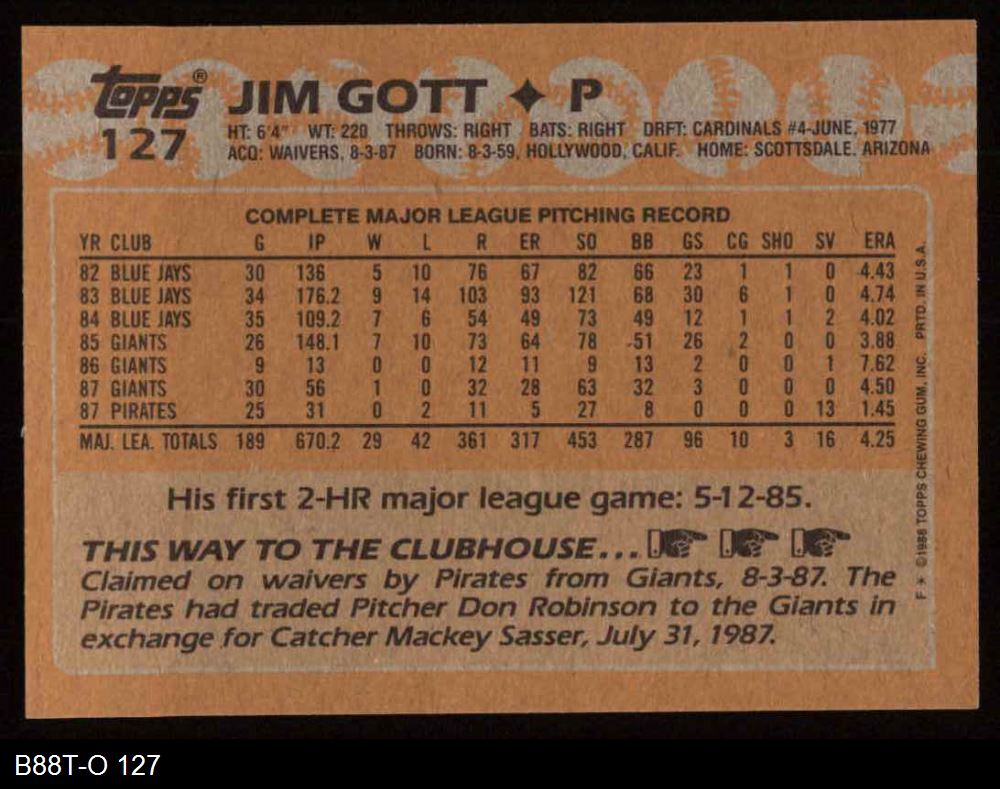 topps® JIM GOTT ✦ P
127 HT: 6'4" WT: 220 THROWS: RIGHT BATS: RIGHT DRFT: CARDINALS #4-JUNE, 1977
ACQ: WAIVERS, 8-3-87 BORN: 8-3-59, HOLLYWOOD, CALIF. HOME: SCOTTSDALE, ARIZONA
COMPLETE MAJOR LEAGUE PITCHING RECORD
YR CLUB G IP W L R ER SO BB GS CG SHO SV ERA
82 BLUE JAYS 30 136 5 10 76 67 82 66 23 1 1 0 4.43
83 BLUE JAYS 34 176.2 9 14 103 93 121 68 30 6 1 0 4.74
84 BLUE JAYS 35 109.2 7 6 54 49 73 49 12 1 1 2 4.02
85 GIANTS 26 148.1 7 10 73 64 78 51 26 2 0 0 3.88
86 GIANTS 9 13 0 0 12 11 9 13 2 0 0 1 7.62
87 GIANTS 30 56 1 0 32 28 63 32 3 0 0 0 4.50
87 PIRATES 25 31 0 2 11 5 27 8 0 0 0 13 1.45
MAJ. LEA. TOTALS 189 670.2 29 42 361 317 453 287 96 10 3 16 4.25
His first 2-HR major league game: 5-12-85.
THIS WAY TO THE CLUBHOUSE...
Claimed on waivers by Pirates from Giants, 8-3-87. The
Pirates had traded Pitcher Don Robinson to the Giants in
exchange for Catcher Mackey Sasser, July 31, 1987.
F* ©1988 TOPPS CHEWING GUM, INC. PRTD. IN U.S.A.
B88T-O 127